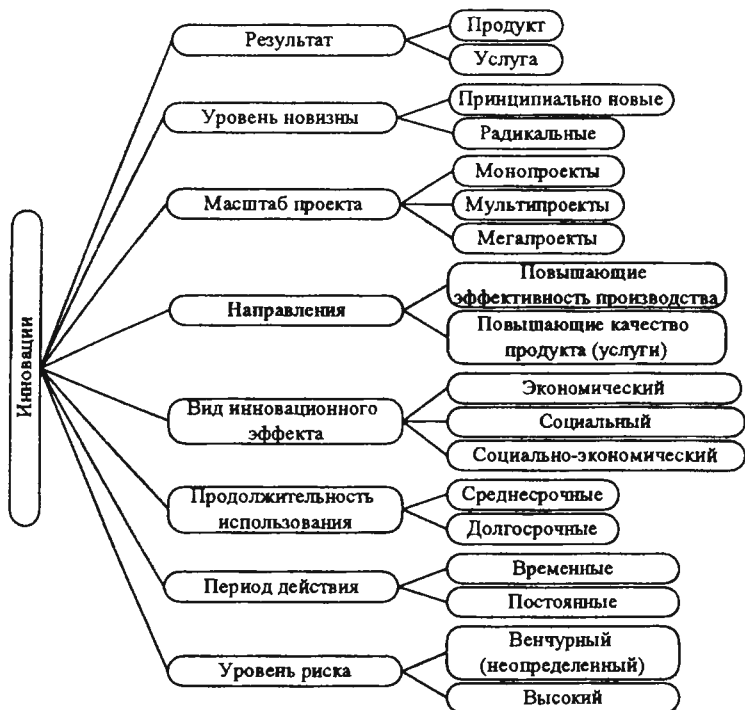 Инновации
Результат
Продукт
Услуга
Уровень новизны
Принципиально новые
Радикальные
Масштаб проекта
Монопроекты
Мультипроекты
Мегапроекты
Направления
Повышающие
эффективность производства
Повышающие качество
продукта (услуги)
Вид инновационного
эффекта
Экономический
Социальный
Социально-экономический
Продолжительность
использования
Среднесрочные
Долгосрочные
Период действия
Временные
Постоянные
Уровень риска
Венчурный
(неопределенный)
Высокий